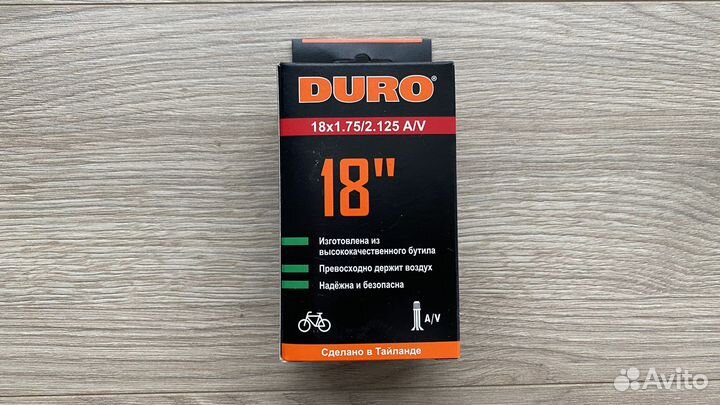 DURO®
18x1.75/2.125 A/V
18"
Изготовлена из
высококачественного бутила
Превосходно держит воздух
Надёжна и безопасна
A/V
Сделано в Тайланде
Avito